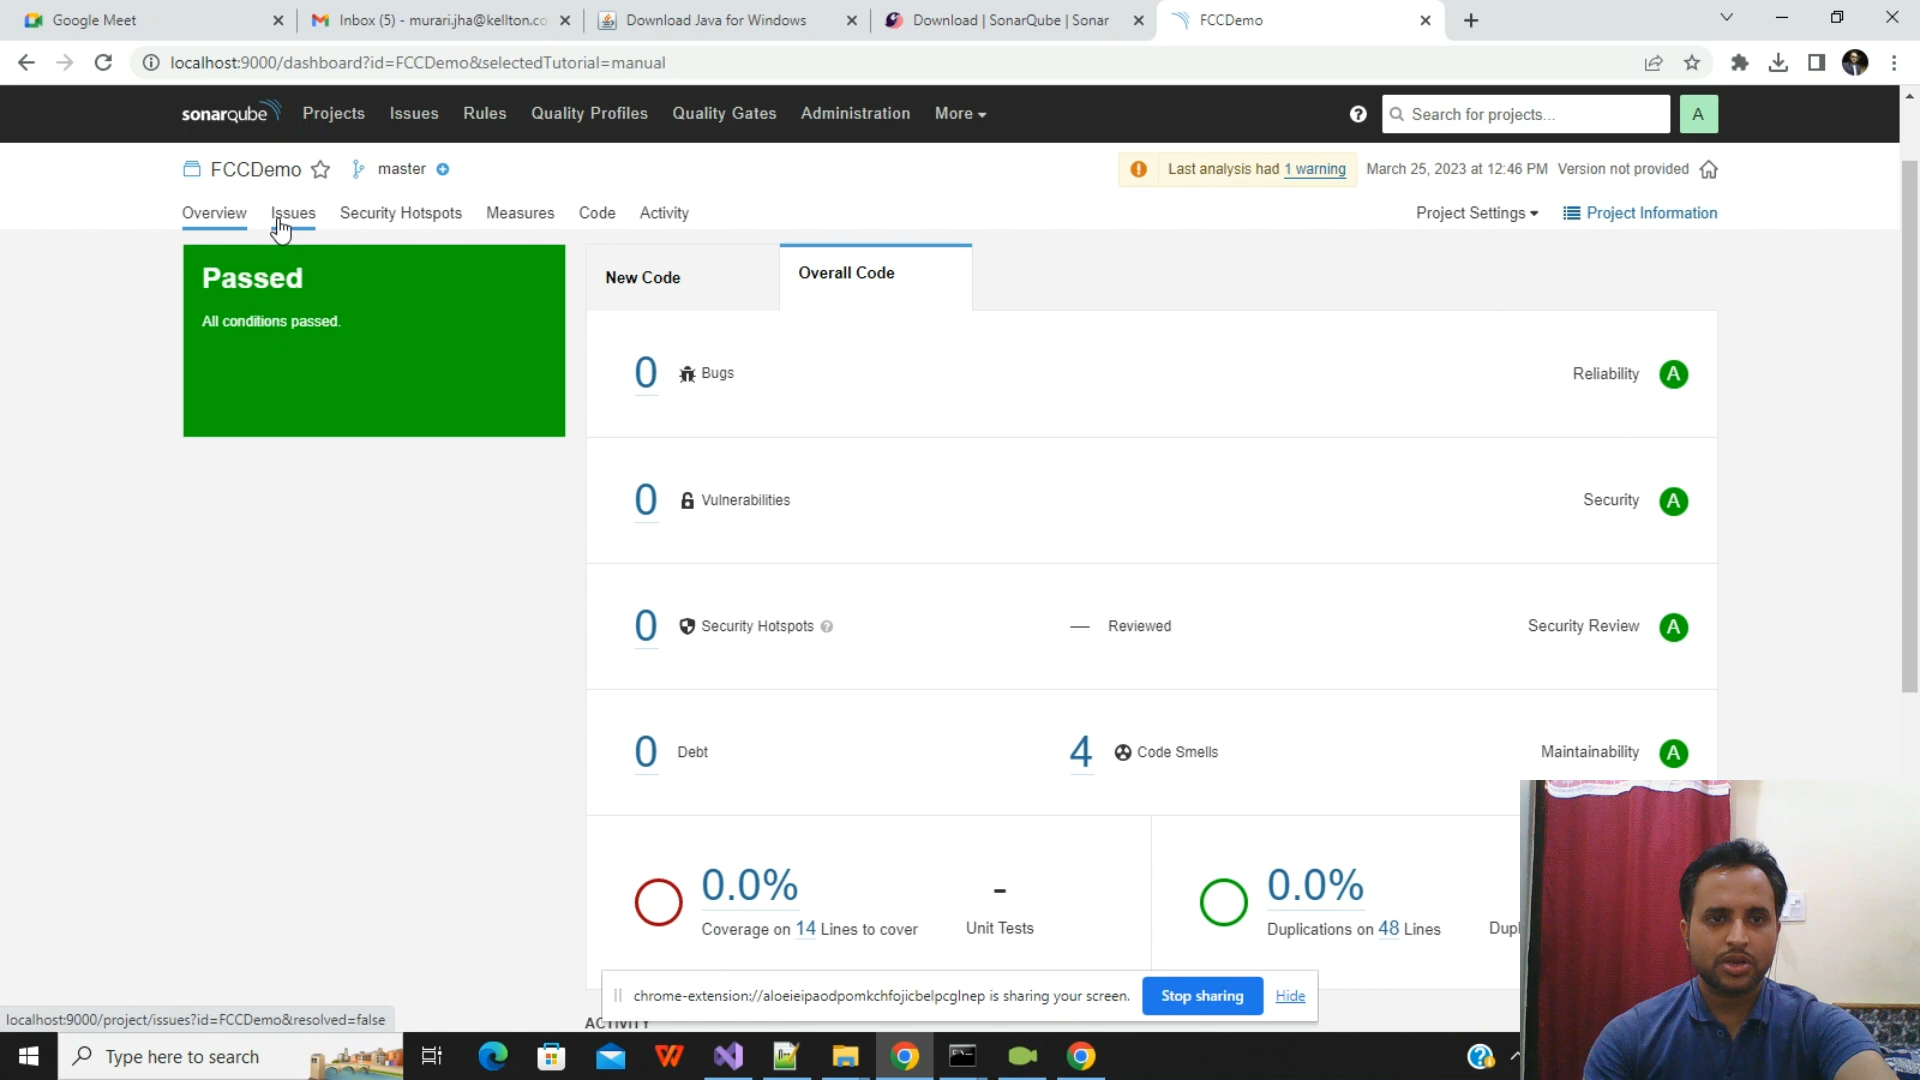 Google Meet
Inbox (5) - murari.jha@kellton.co
Download Java for Windows
Download | SonarQube | Sonar
FCCDemo
localhost:9000/dashboard?id=FCCDemo&selectedTutorial=manual
sonarqube Projects Issues Rules Quality Profiles Quality Gates Administration More
Search for projects...
A
FCCDemo master
Last analysis had 1 warning March 25, 2023 at 12:46 PM Version not provided
Overview Issues Security Hotspots Measures Code Activity
Project Settings Project Information
Passed
All conditions passed.
New Code
Overall Code
0 Bugs Reliability A
0 Vulnerabilities Security A
0 Security Hotspots Reviewed Security Review A
0 Debt 4 Code Smells Maintainability A
0.0% - 0.0%
Coverage on 14 Lines to cover Unit Tests Duplications on 48 Lines Dupl
chrome-extension://aloeieipaodpomkchfojicbelpcglnep is sharing your screen. Stop sharing Hide
localhost:9000/project/issues?id=FCCDemo&resolved=false
ACTIVITY
Type here to search